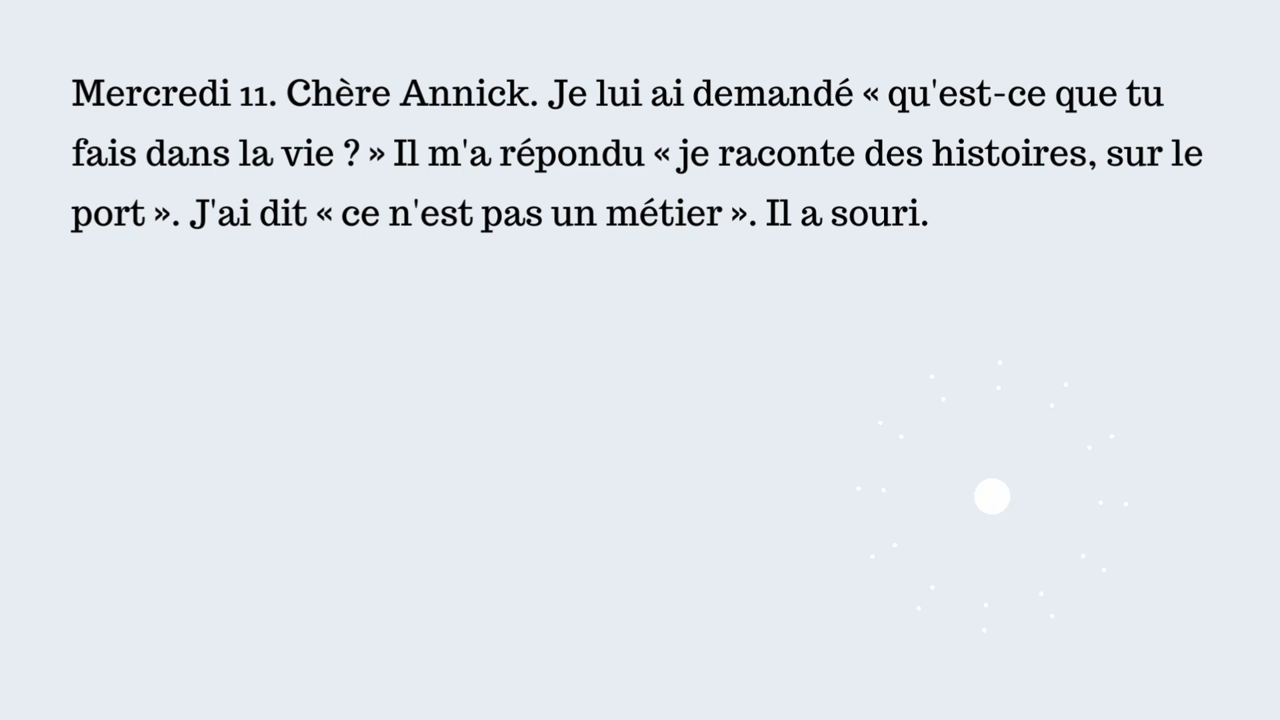 Mercredi 11. Chère Annick. Je lui ai demandé « qu'est-ce que tu
fais dans la vie ? » Il m'a répondu « je raconte des histoires, sur le
port ». J'ai dit « ce n'est pas un métier ». Il a souri.